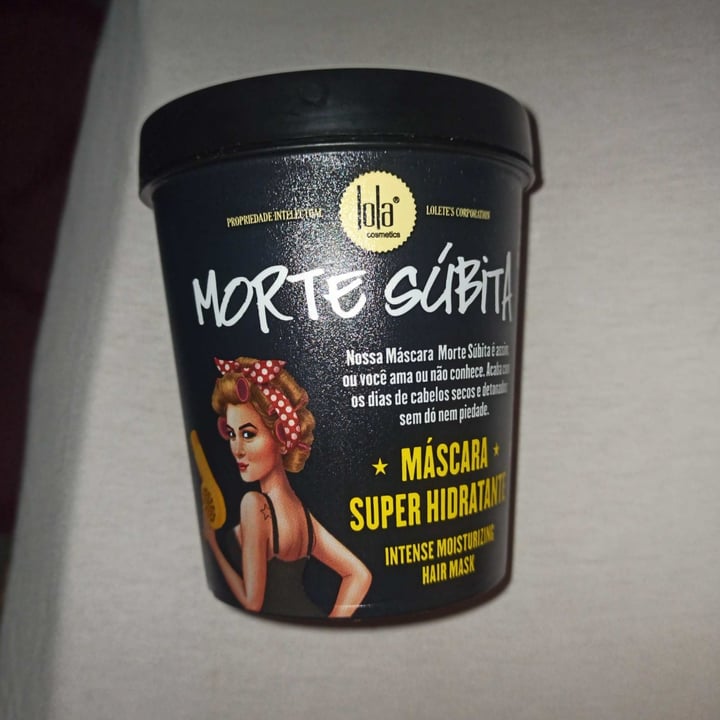 PROPRIEDADE INTELECTUAL
lola®
cosmetics
LOLETE'S CORPORATION
MORTE SÚBITA
Nossa Máscara Morte Súbita é assim,
ou você ama ou não conhece. Acaba com
os dias de cabelos secos e detonados
sem dó nem piedade.
MÁSCARA
SUPER HIDRATANTE
INTENSE MOISTURIZING
HAIR MASK